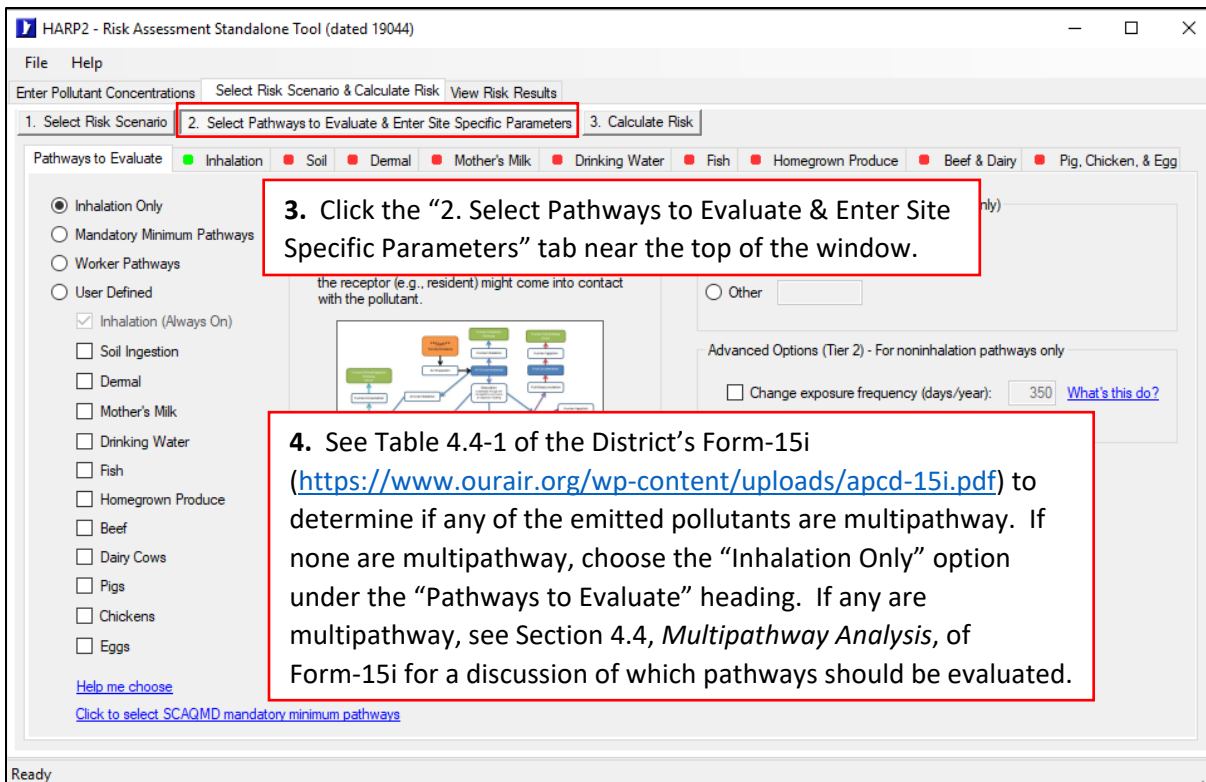 HARP2 - Risk Assessment Standalone Tool (dated 19044)
File Help
Enter Pollutant Concentrations Select Risk Scenario & Calculate Risk View Risk Results
1. Select Risk Scenario 2. Select Pathways to Evaluate & Enter Site Specific Parameters 3. Calculate Risk
Pathways to Evaluate Inhalation Soil Dermal Mother's Milk Drinking Water Fish Homegrown Produce Beef & Dairy Pig, Chicken, & Egg
Inhalation Only
Mandatory Minimum Pathways
Worker Pathways
User Defined
Inhalation (Always On)
Soil Ingestion
Dermal
Mother's Milk
Drinking Water
Fish
Homegrown Produce
Beef
Dairy Cows
Pigs
Chickens
Eggs
Help me choose
Click to select SCAQMD mandatory minimum pathways
3. Click the “2. Select Pathways to Evaluate & Enter Site
Specific Parameters” tab near the top of the window.
the receptor (e.g., resident) might come into contact
with the pollutant.
Other
Advanced Options (Tier 2) - For noninhalation pathways only
Change exposure frequency (days/year): 350 What's this do?
4. See Table 4.4-1 of the District’s Form-15i
(https://www.ourair.org/wp-content/uploads/apcd-15i.pdf) to
determine if any of the emitted pollutants are multipathway. If
none are multipathway, choose the “Inhalation Only” option
under the “Pathways to Evaluate” heading. If any are
multipathway, see Section 4.4, Multipathway Analysis, of
Form-15i for a discussion of which pathways should be evaluated.
Ready